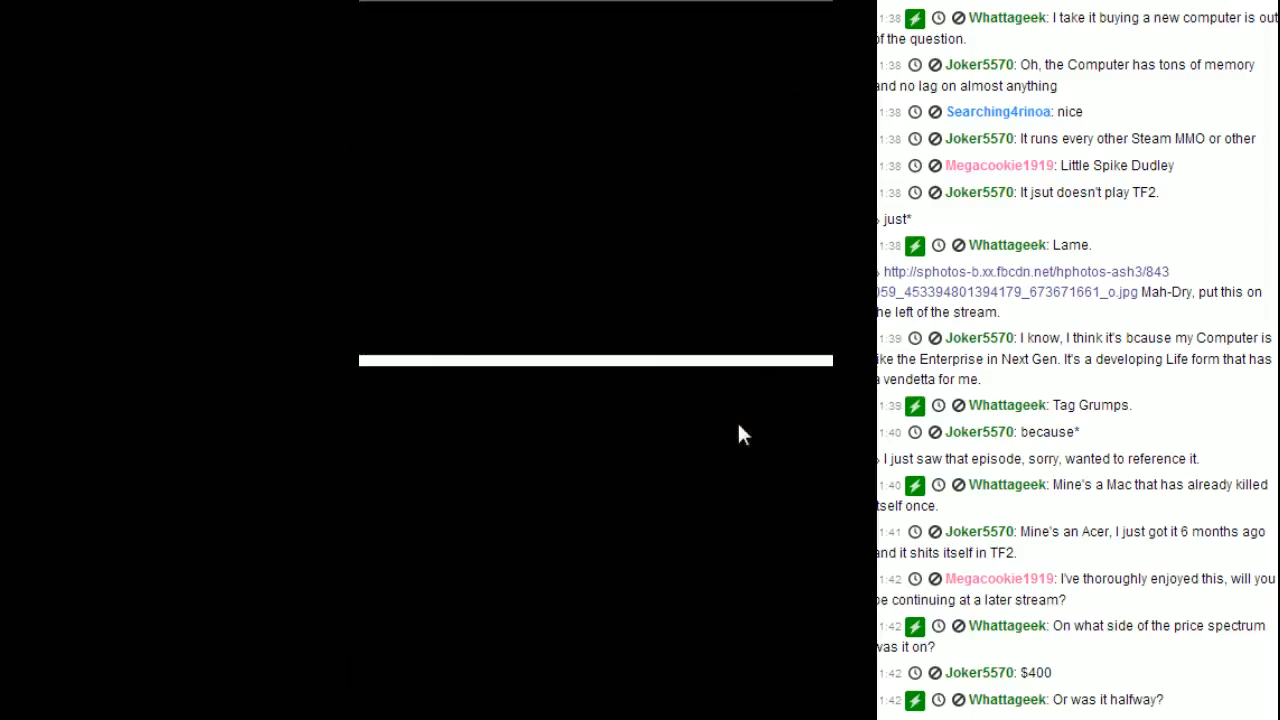 1:38 Whattageek: I take it buying a new computer is out
of the question.
1:38 Joker5570: Oh, the Computer has tons of memory
and no lag on almost anything
1:38 Searching4rinoa: nice
1:38 Joker5570: It runs every other Steam MMO or other
1:38 Megacookie1919: Little Spike Dudley
1:38 Joker5570: It jsut doesn't play TF2.
› just*
1:38 Whattageek: Lame.
› http://sphotos-b.xx.fbcdn.net/hphotos-ash3/843
059_453394801394179_673671661_o.jpg Mah-Dry, put this on
the left of the stream.
1:39 Joker5570: I know, I think it's bcause my Computer is
like the Enterprise in Next Gen. It's a developing Life form that has
a vendetta for me.
1:39 Whattageek: Tag Grumps.
1:40 Joker5570: because*
› I just saw that episode, sorry, wanted to reference it.
1:40 Whattageek: Mine's a Mac that has already killed
itself once.
1:41 Joker5570: Mine's an Acer, I just got it 6 months ago
and it shits itself in TF2.
1:42 Megacookie1919: I've thoroughly enjoyed this, will you
be continuing at a later stream?
1:42 Whattageek: On what side of the price spectrum
was it on?
1:42 Joker5570: $400
1:42 Whattageek: Or was it halfway?